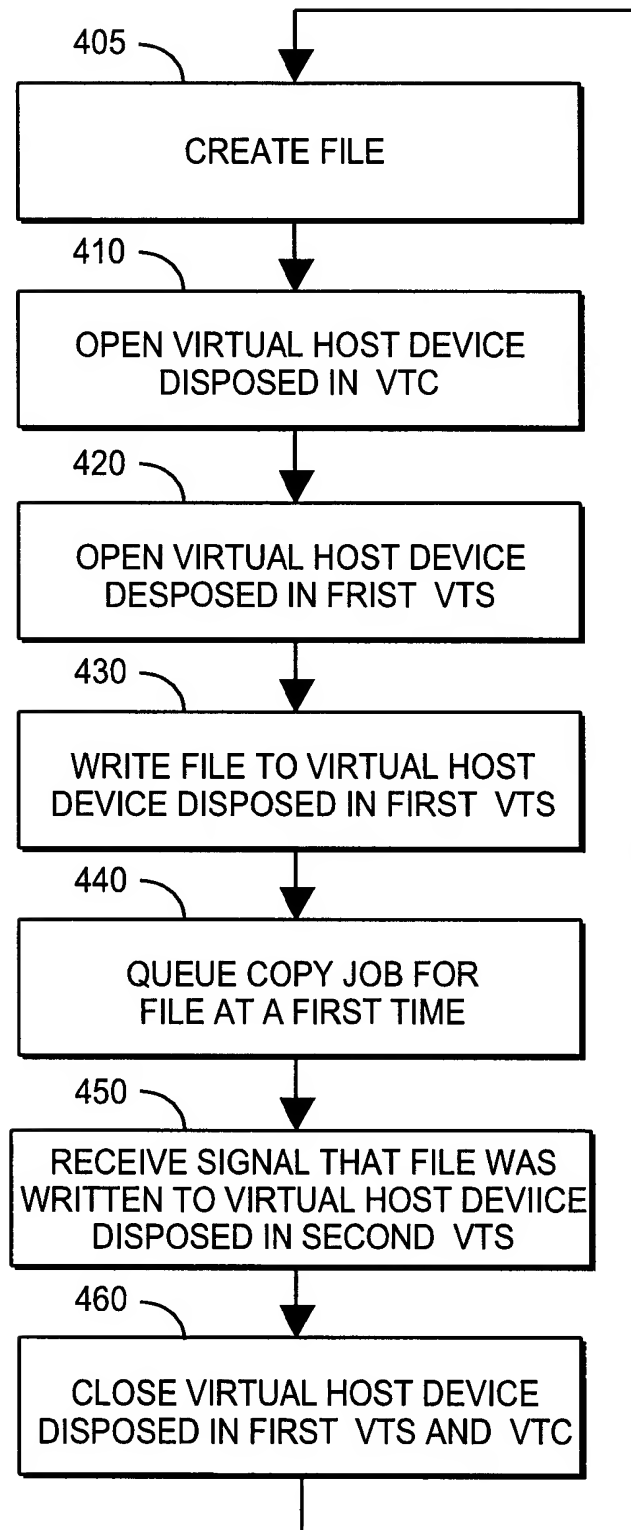 405
CREATE FILE
410
OPEN VIRTUAL HOST DEVICE
DISPOSED IN VTC
420
OPEN VIRTUAL HOST DEVICE
DESPOSED IN FRIST VTS
430
WRITE FILE TO VIRTUAL HOST
DEVICE DISPOSED IN FIRST VTS
440
QUEUE COPY JOB FOR
FILE AT A FIRST TIME
450
RECEIVE SIGNAL THAT FILE WAS
WRITTEN TO VIRTUAL HOST DEVIICE
DISPOSED IN SECOND VTS
460
CLOSE VIRTUAL HOST DEVICE
DISPOSED IN FIRST VTS AND VTC